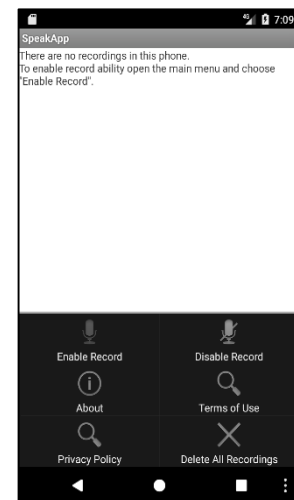 4G 7:09
SpeakApp
There are no recordings in this phone.
To enable record ability open the main menu and choose
"Enable Record".
Enable Record
Disable Record
About
Terms of Use
Privacy Policy
Delete All Recordings